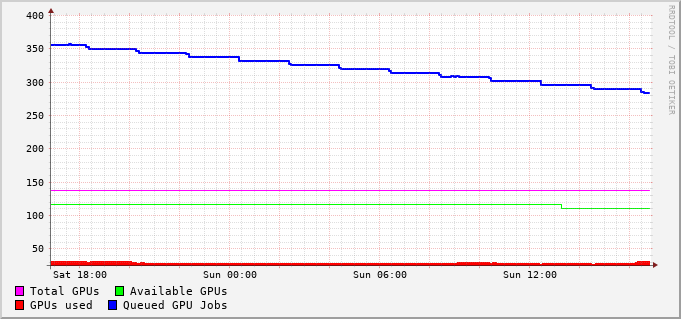 400
350
300
250
200
150
100
50
Sat 18:00 Sun 00:00 Sun 06:00 Sun 12:00
Total GPUs Available GPUs
GPUs used Queued GPU Jobs
RRDTOOL / TOBI OETIKER